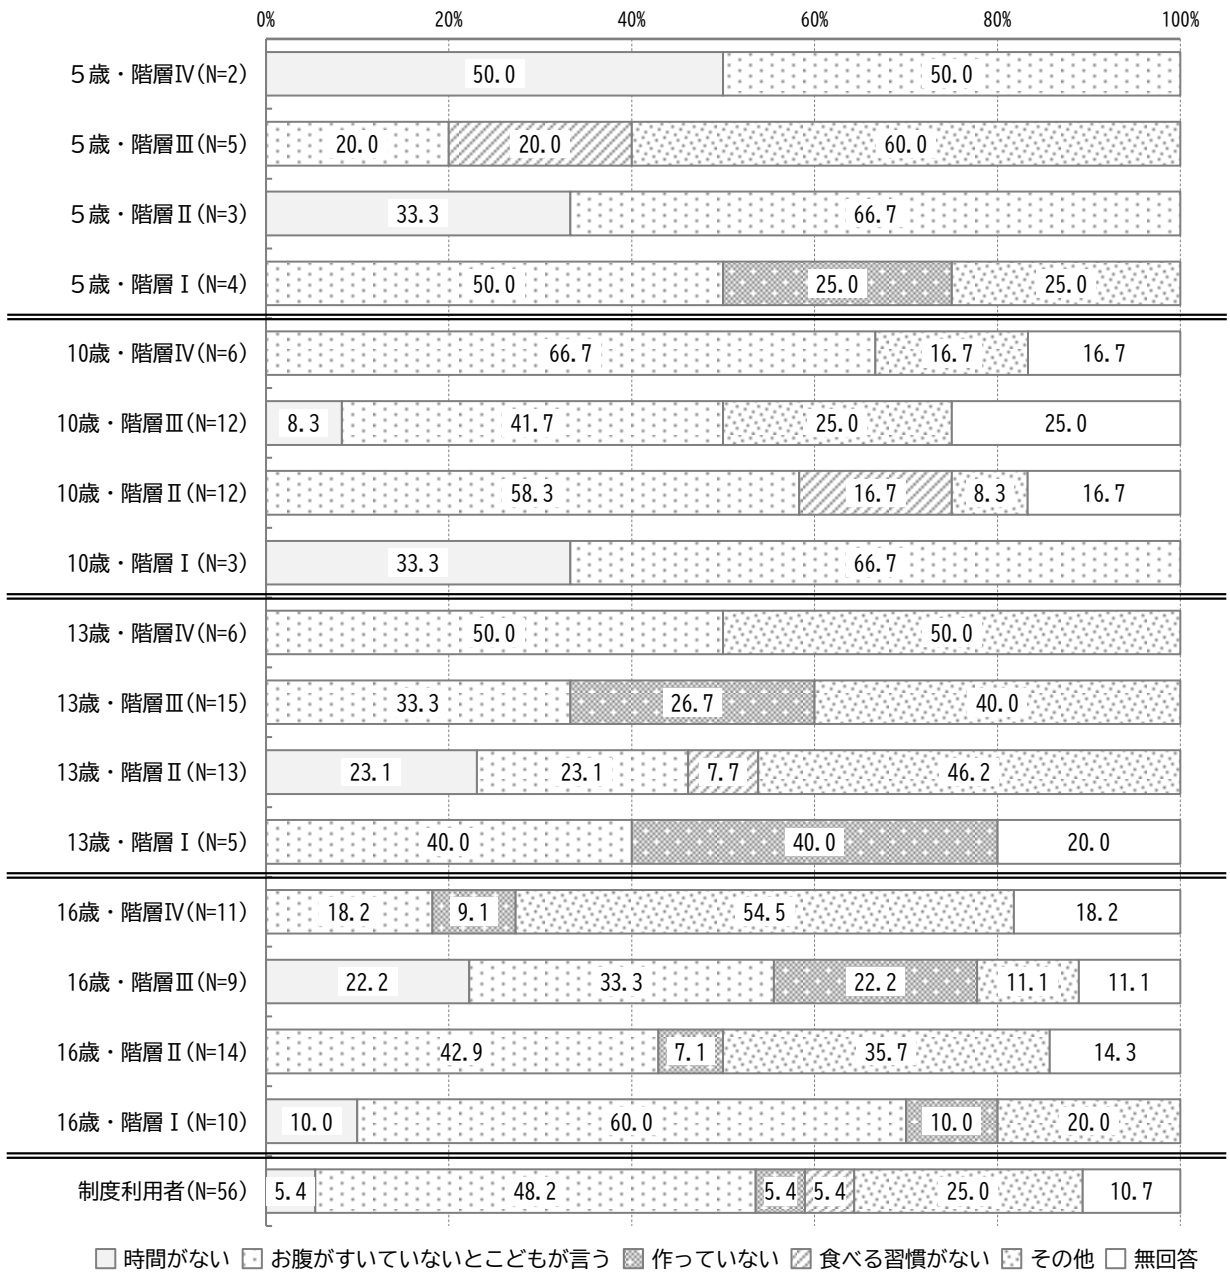 0% 20% 40% 60% 80% 100%
５歳・階層Ⅳ(N=2) 50.0 50.0
５歳・階層Ⅲ(N=5) 20.0 20.0 60.0
５歳・階層Ⅱ(N=3) 33.3 66.7
５歳・階層Ⅰ(N=4) 50.0 25.0 25.0
10歳・階層Ⅳ(N=6) 66.7 16.7 16.7
10歳・階層Ⅲ(N=12) 8.3 41.7 25.0 25.0
10歳・階層Ⅱ(N=12) 58.3 16.7 8.3 16.7
10歳・階層Ⅰ(N=3) 33.3 66.7
13歳・階層Ⅳ(N=6) 50.0 50.0
13歳・階層Ⅲ(N=15) 33.3 26.7 40.0
13歳・階層Ⅱ(N=13) 23.1 23.1 7.7 46.2
13歳・階層Ⅰ(N=5) 40.0 40.0 20.0
16歳・階層Ⅳ(N=11) 18.2 9.1 54.5 18.2
16歳・階層Ⅲ(N=9) 22.2 33.3 22.2 11.1 11.1
16歳・階層Ⅱ(N=14) 42.9 7.1 35.7 14.3
16歳・階層Ⅰ(N=10) 10.0 60.0 10.0 20.0
制度利用者(N=56) 5.4 48.2 5.4 5.4 25.0 10.7
時間がない お腹がすいていないとこどもが言う 作っていない 食べる習慣がない その他 無回答